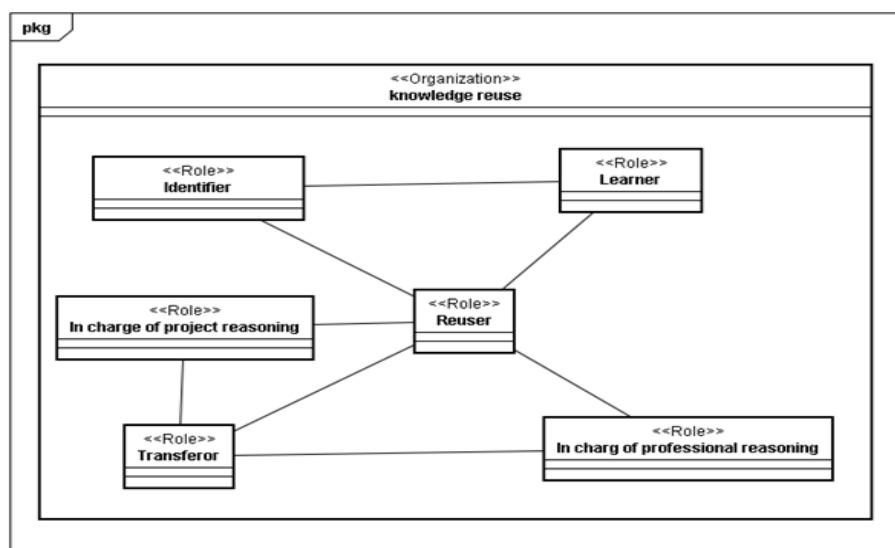 pkg
<<Organization>>
knowledge reuse
<<Role>>
Identifier
<<Role>>
Learner
<<Role>>
In charge of project reasoning
<<Role>>
Reuser
<<Role>>
Transferor
<<Role>>
In charg of professional reasoning